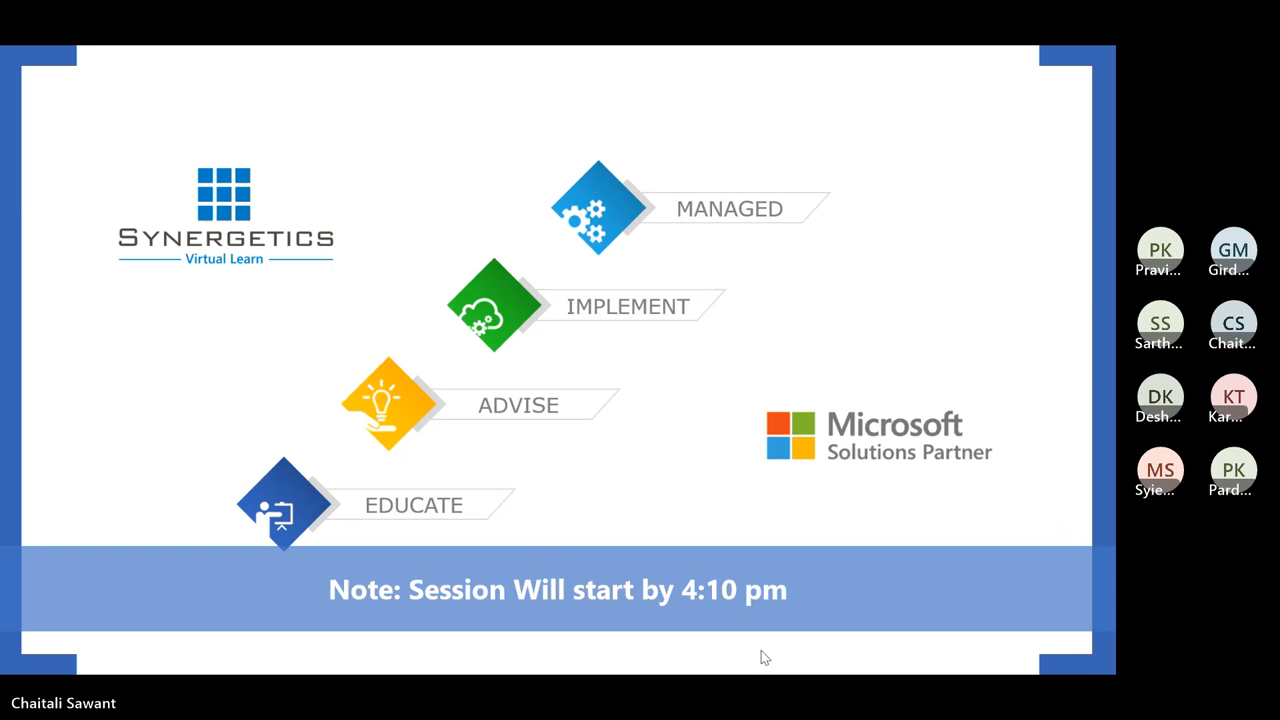 SYNERGETICS
Virtual Learn
MANAGED
IMPLEMENT
ADVISE
EDUCATE
Microsoft
Solutions Partner
Note: Session Will start by 4:10 pm
PK
Pravi...
GM
Gird...
SS
Sarth...
CS
Chait...
DK
Desh...
KT
Kar...
MS
Syie...
PK
Pard...
Chaitali Sawant